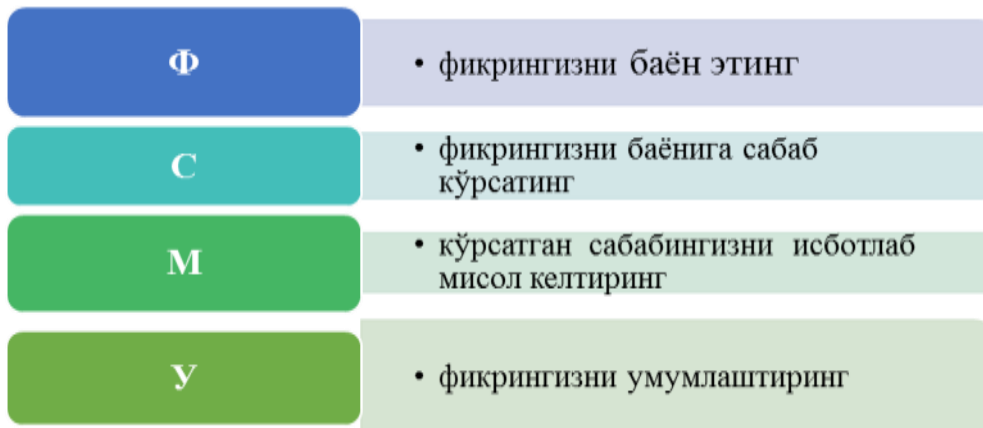 Ф
• фикрингизни баён этинг
С
• фикрингизни баёнига сабаб
кўрсатинг
М
• кўрсатган сабабингизни исботлаб
мисол келтиринг
У
• фикрингизни умумлаштиринг